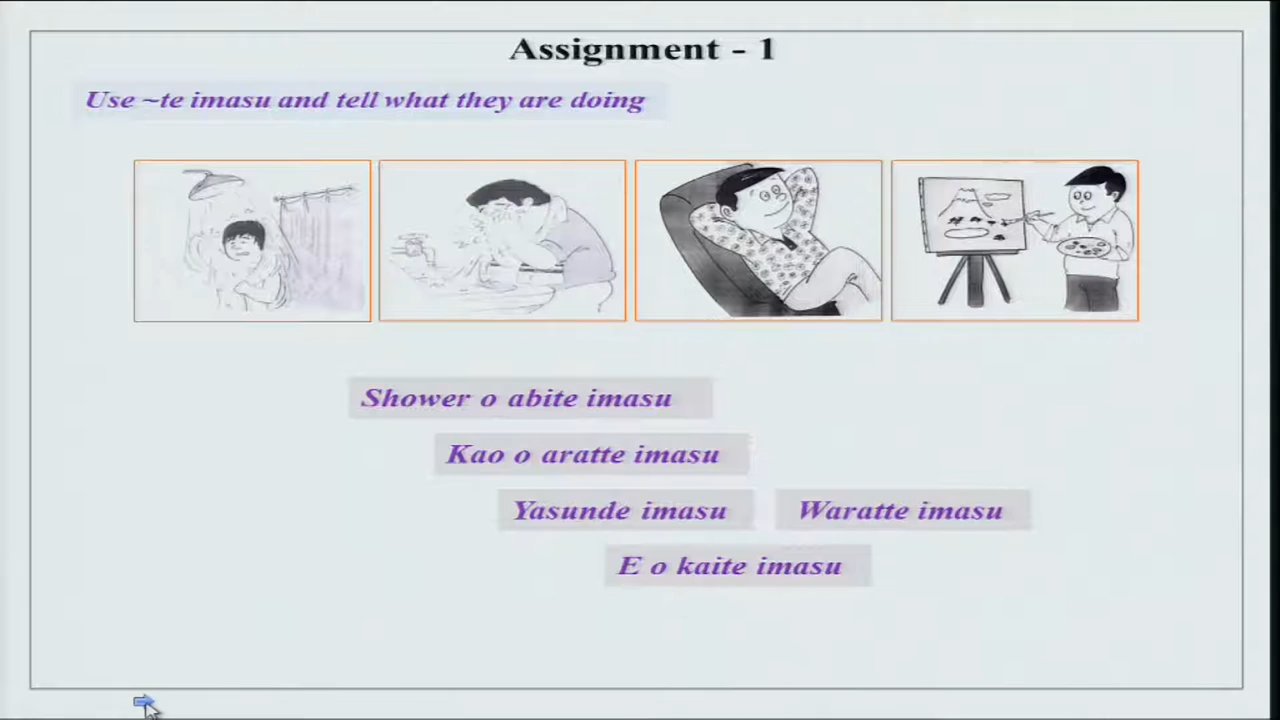 Assignment - 1
Use ~te imasu and tell what they are doing
Shower o abite imasu
Kao o aratte imasu
Yasunde imasu Waratte imasu
E o kaite imasu